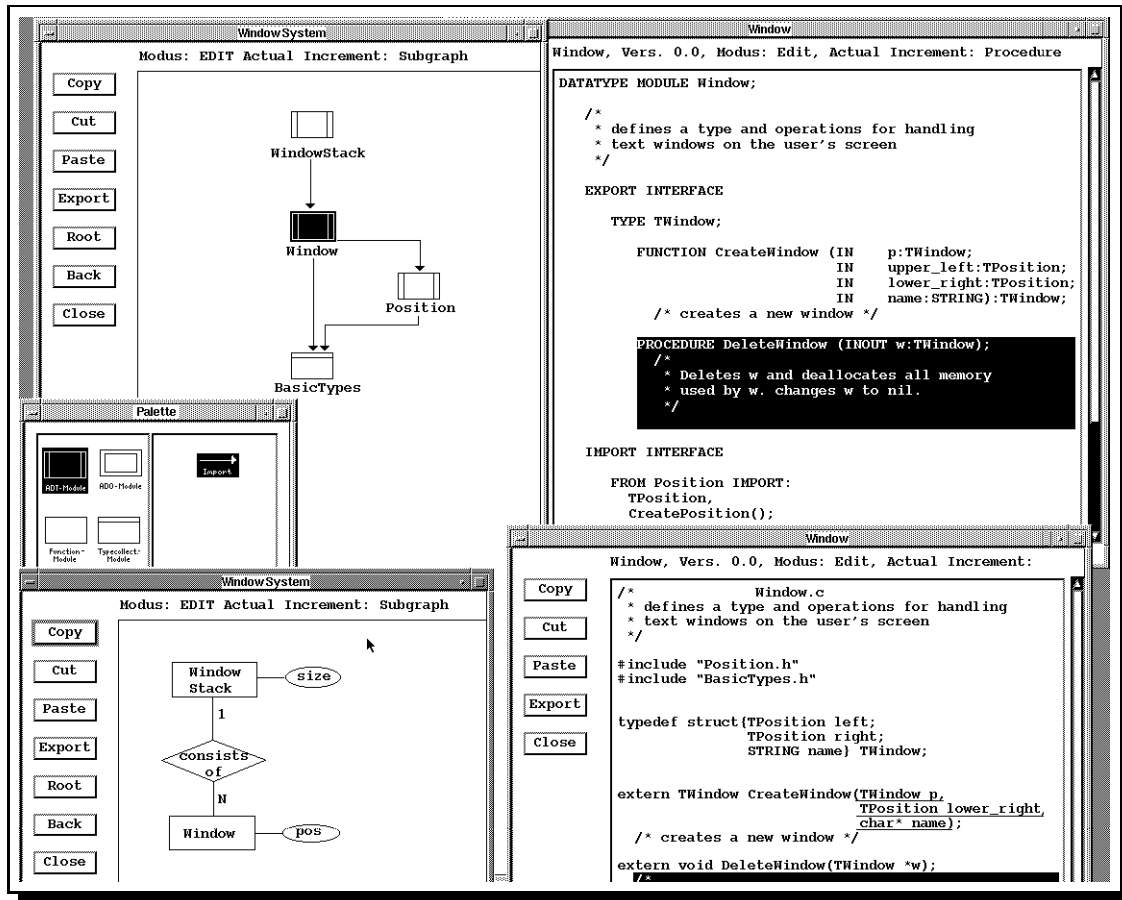 WindowSystem
Modus: EDIT Actual Increment: Subgraph
Copy
Cut
Paste
Export
Root
Back
Close
WindowStack
Window
Position
BasicTypes
Window
Window, Vers. 0.0, Modus: Edit, Actual Increment: Procedure
DATATYPE MODULE Window;
/*
* defines a type and operations for handling
* text windows on the user's screen
*/
EXPORT INTERFACE
TYPE TWindow;
FUNCTION CreateWindow (IN p:TWindow;
IN upper_left:TPosition;
IN lower_right:TPosition;
IN name:STRING):TWindow;
/* creates a new window */
PROCEDURE DeleteWindow (INOUT w:TWindow);
/*
* Deletes w and deallocates all memory
* used by w. changes w to nil.
*/
IMPORT INTERFACE
FROM Position IMPORT:
TPosition,
CreatePosition();
Palette
ADT-Module
ADO-Module
Import
Function-
Module
Typecollect.-
Module
WindowSystem
Modus: EDIT Actual Increment: Subgraph
Copy
Cut
Paste
Export
Root
Back
Close
Window
Stack
size
1
consists
of
N
Window
pos
Window
Window, Vers. 0.0, Modus: Edit, Actual Increment:
Copy
Cut
Paste
Export
Close
/* Window.c
* defines a type and operations for handling
* text windows on the user's screen
*/
#include "Position.h"
#include "BasicTypes.h"
typedef struct{TPosition left;
TPosition right;
STRING name} TWindow;
extern TWindow CreateWindow(TWindow p,
TPosition lower_right,
char* name);
/* creates a new window */
extern void DeleteWindow(TWindow *w);
/*